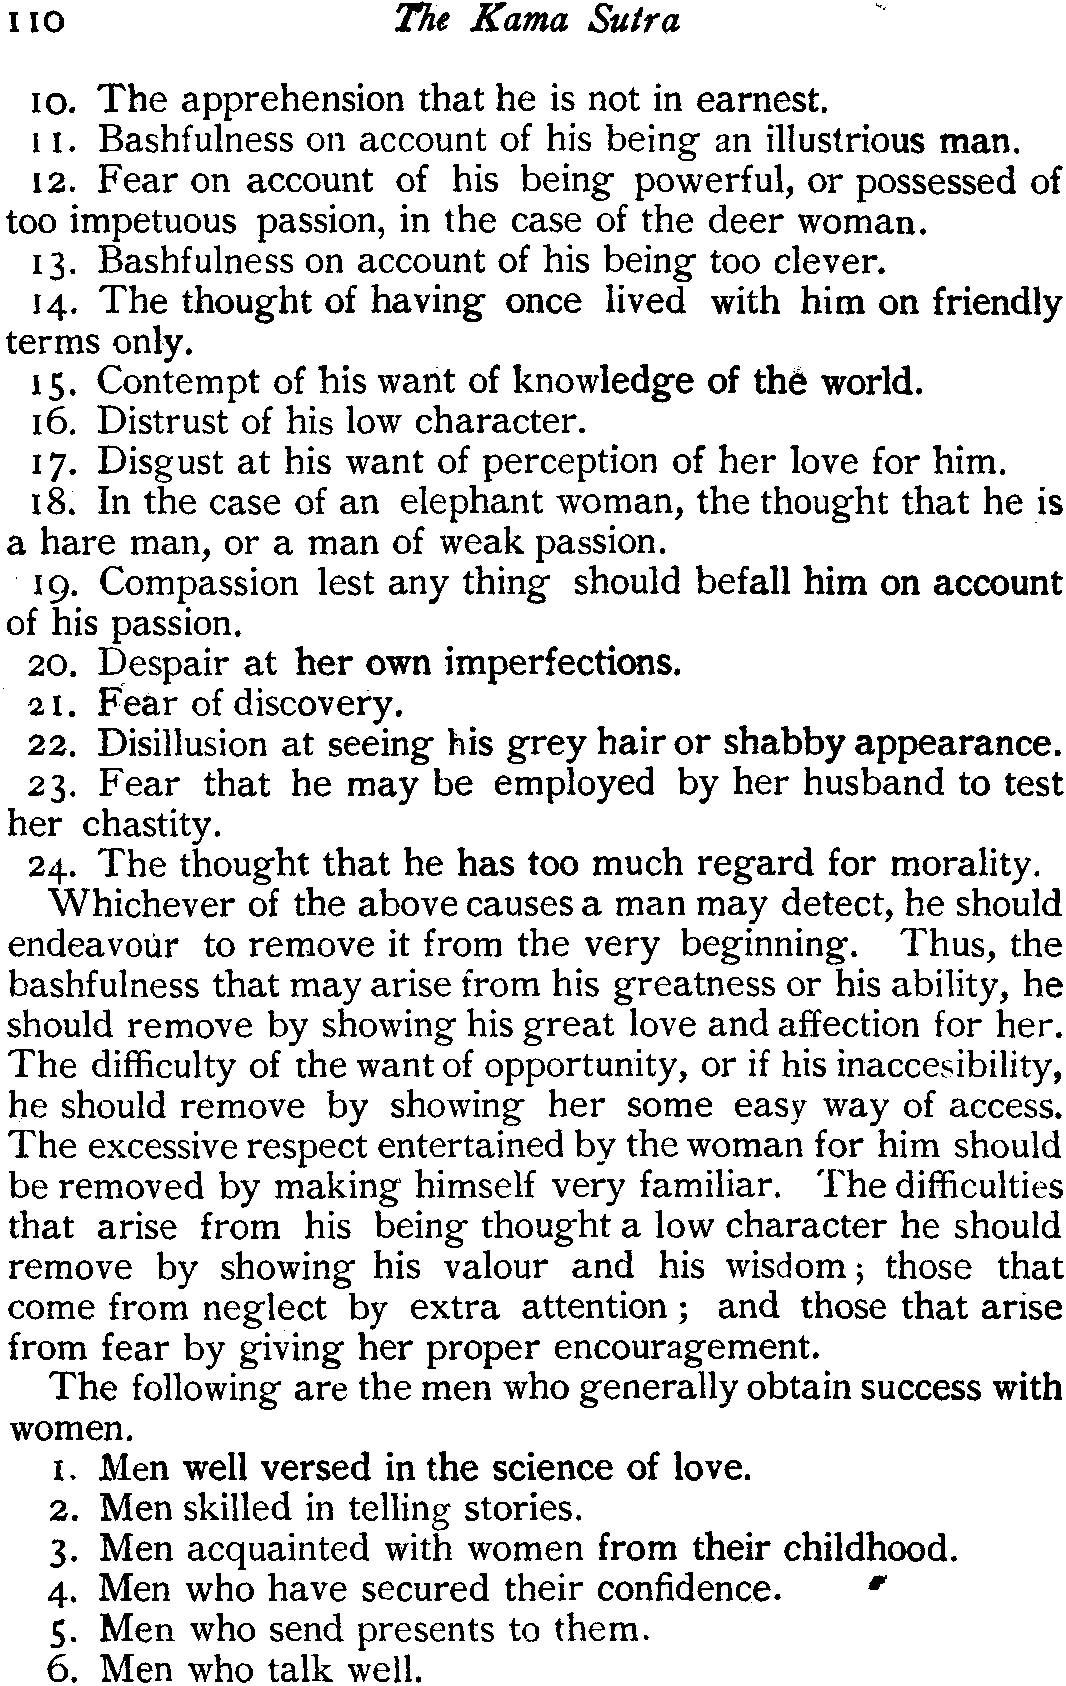 110 The Kama Sutra
10. The apprehension that he is not in earnest.
11. Bashfulness on account of his being an illustrious man.
12. Fear on account of his being powerful, or possessed of
too impetuous passion, in the case of the deer woman.
13. Bashfulness on account of his being too clever.
14. The thought of having once lived with him on friendly
terms only.
15. Contempt of his want of knowledge of the world.
16. Distrust of his low character.
17. Disgust at his want of perception of her love for him.
18. In the case of an elephant woman, the thought that he is
a hare man, or a man of weak passion.
19. Compassion lest any thing should befall him on account
of his passion.
20. Despair at her own imperfections.
21. Fear of discovery.
22. Disillusion at seeing his grey hair or shabby appearance.
23. Fear that he may be employed by her husband to test
her chastity.
24. The thought that he has too much regard for morality.
Whichever of the above causes a man may detect, he should
endeavour to remove it from the very beginning. Thus, the
bashfulness that may arise from his greatness or his ability, he
should remove by showing his great love and affection for her.
The difficulty of the want of opportunity, or if his inaccesibility,
he should remove by showing her some easy way of access.
The excessive respect entertained by the woman for him should
be removed by making himself very familiar. The difficulties
that arise from his being thought a low character he should
remove by showing his valour and his wisdom; those that
come from neglect by extra attention; and those that arise
from fear by giving her proper encouragement.
The following are the men who generally obtain success with
women.
1. Men well versed in the science of love.
2. Men skilled in telling stories.
3. Men acquainted with women from their childhood.
4. Men who have secured their confidence.
5. Men who send presents to them.
6. Men who talk well.